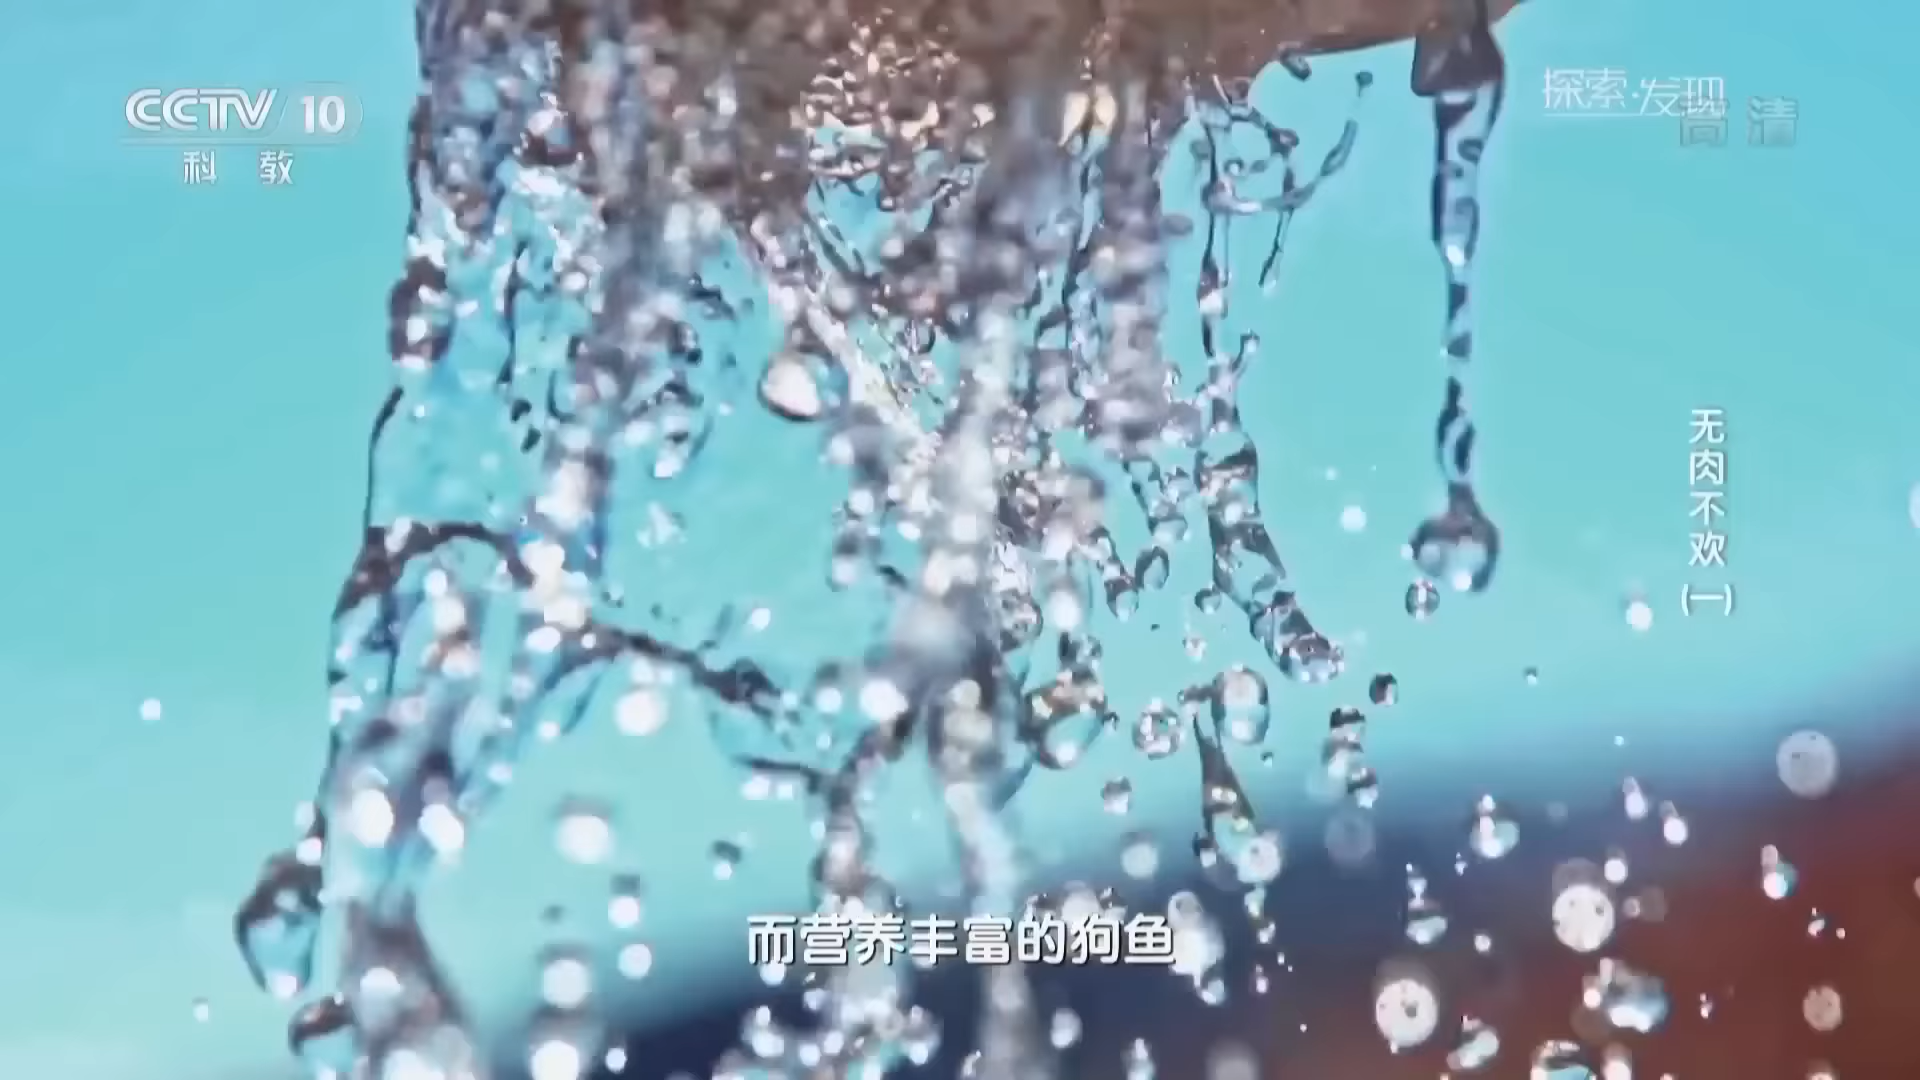 CCTV 10
科 教
探索·发现
高清
无肉不欢(一)
而营养丰富的狗鱼